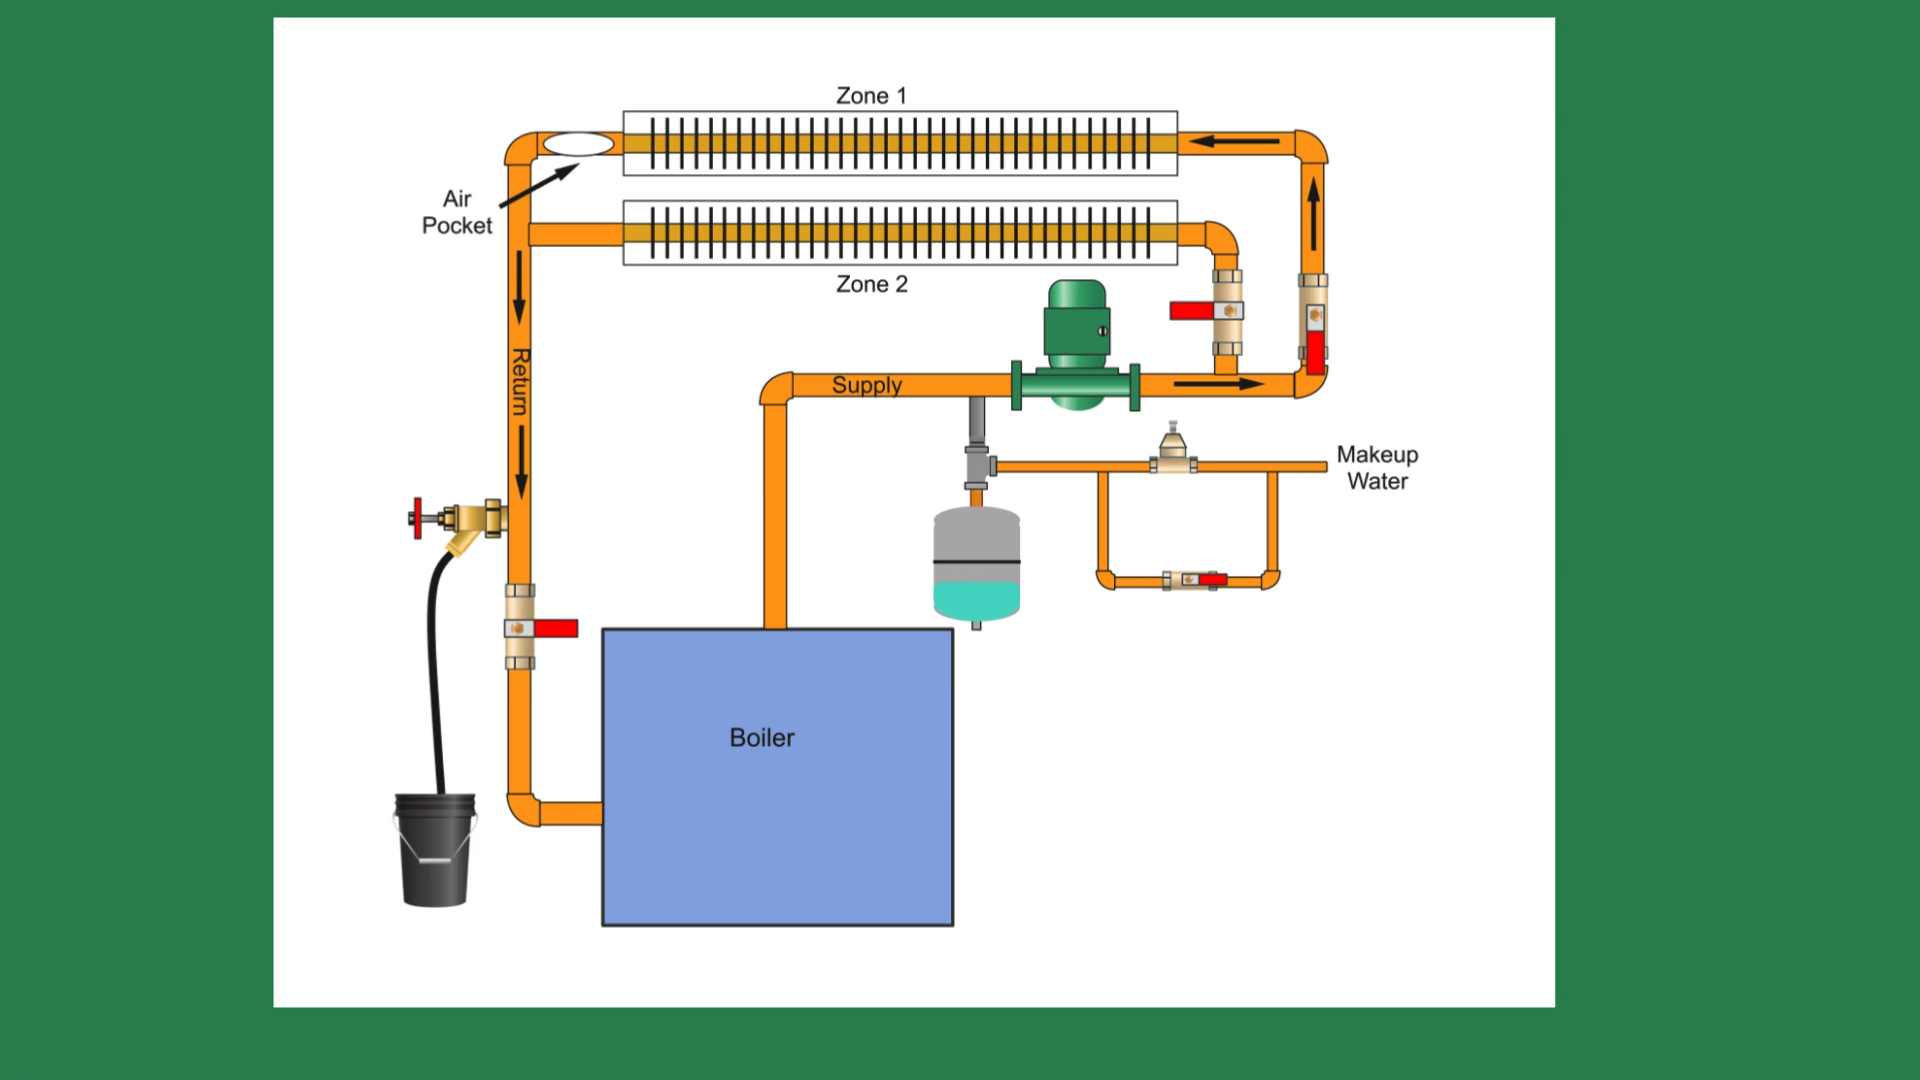 Zone 1
Air
Pocket
Zone 2
Return
Supply
Makeup
Water
Boiler